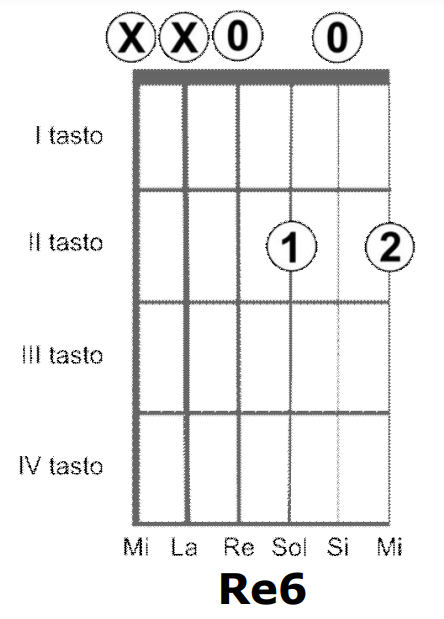 X X 0 0
I tasto
II tasto 1 2
III tasto
IV tasto
Mi La Re Sol Si Mi
Re6